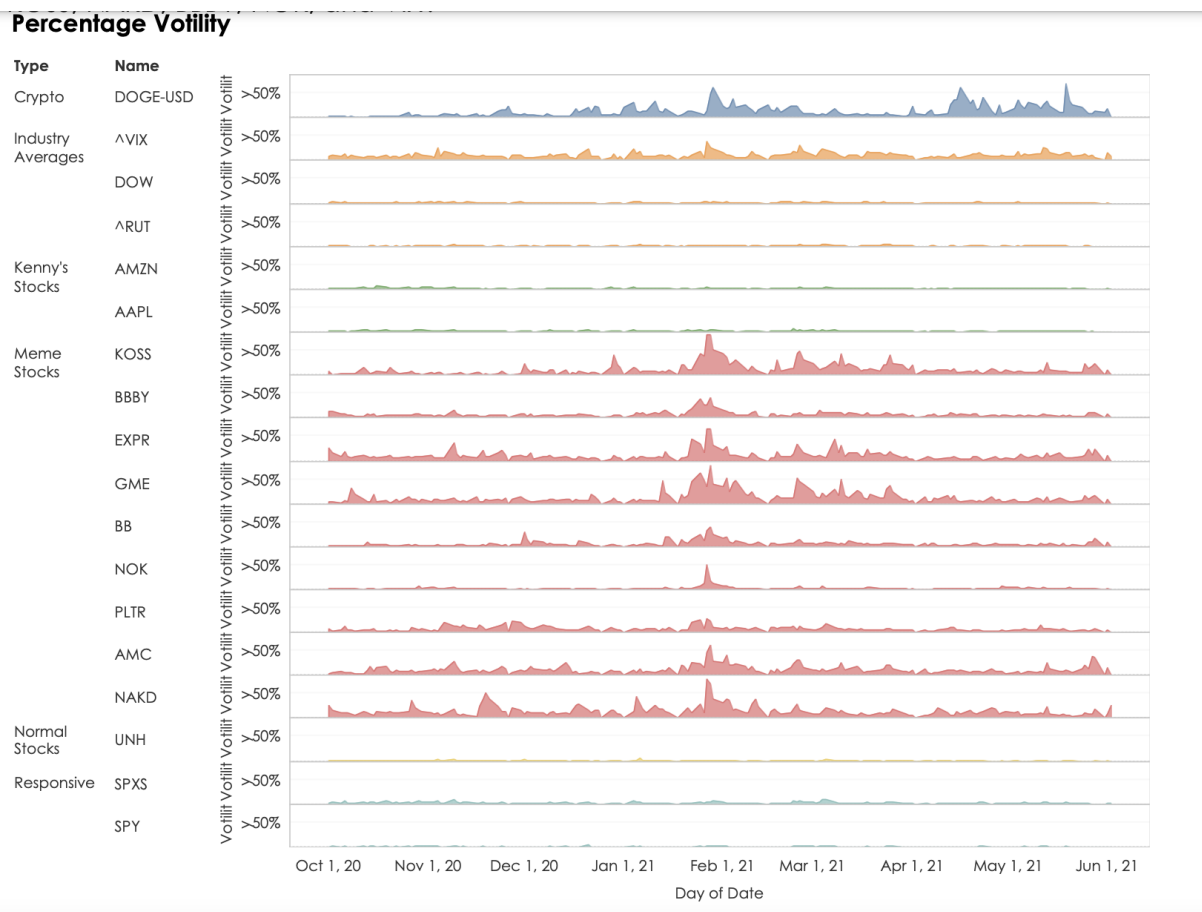 Percentage Votility
Type Name
Crypto DOGE-USD Votilit >50%
Industry Averages ^VIX Votilit >50%
DOW Votilit >50%
^RUT Votilit >50%
Kenny's Stocks AMZN Votilit >50%
AAPL Votilit >50%
Meme Stocks KOSS Votilit >50%
BBBY Votilit >50%
EXPR Votilit >50%
GME Votilit >50%
BB Votilit >50%
NOK Votilit >50%
PLTR Votilit >50%
AMC Votilit >50%
NAKD Votilit >50%
Normal Stocks UNH Votilit >50%
Responsive SPXS Votilit >50%
SPY Votilit >50%
Oct 1, 20 Nov 1, 20 Dec 1, 20 Jan 1, 21 Feb 1, 21 Mar 1, 21 Apr 1, 21 May 1, 21 Jun 1, 21
Day of Date